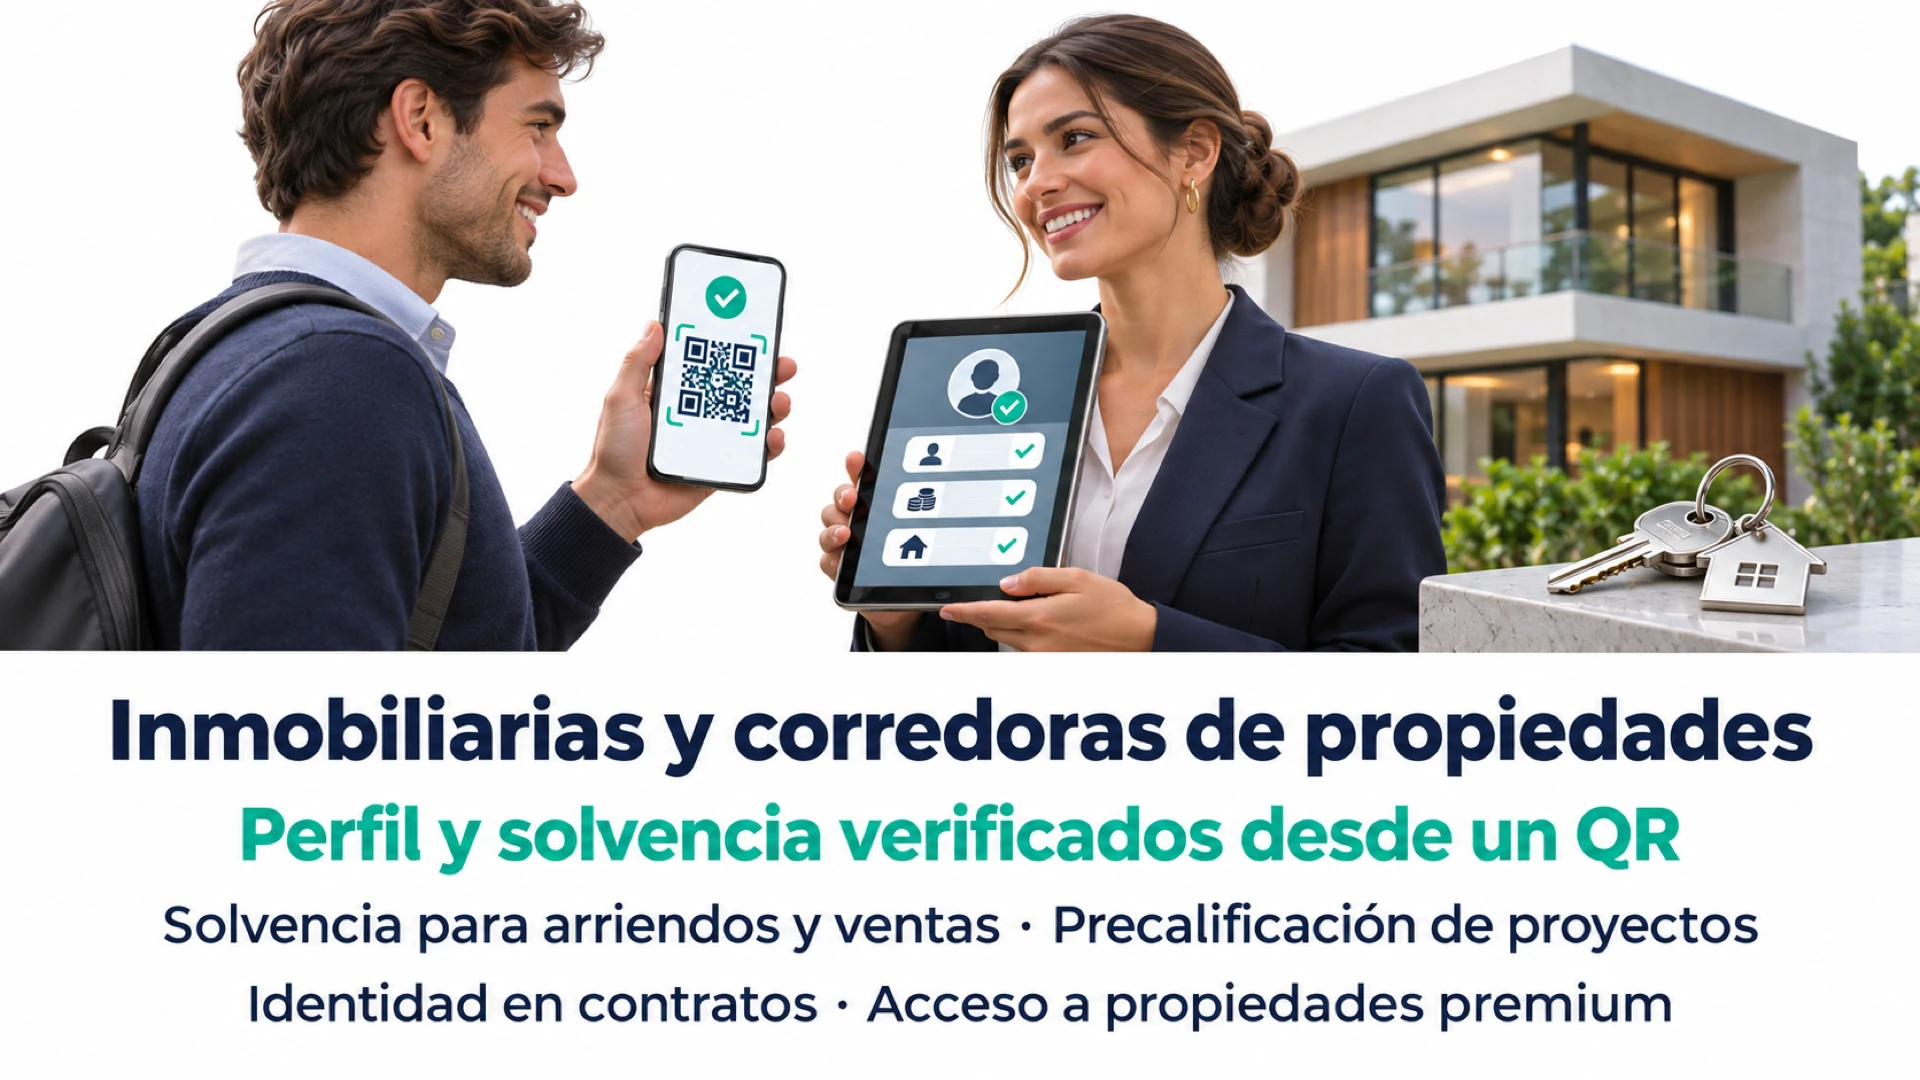 Inmobiliarias y corredoras de propiedades
Perfil y solvencia verificados desde un QR
Solvencia para arriendos y ventas · Precalificación de proyectos
Identidad en contratos · Acceso a propiedades premium